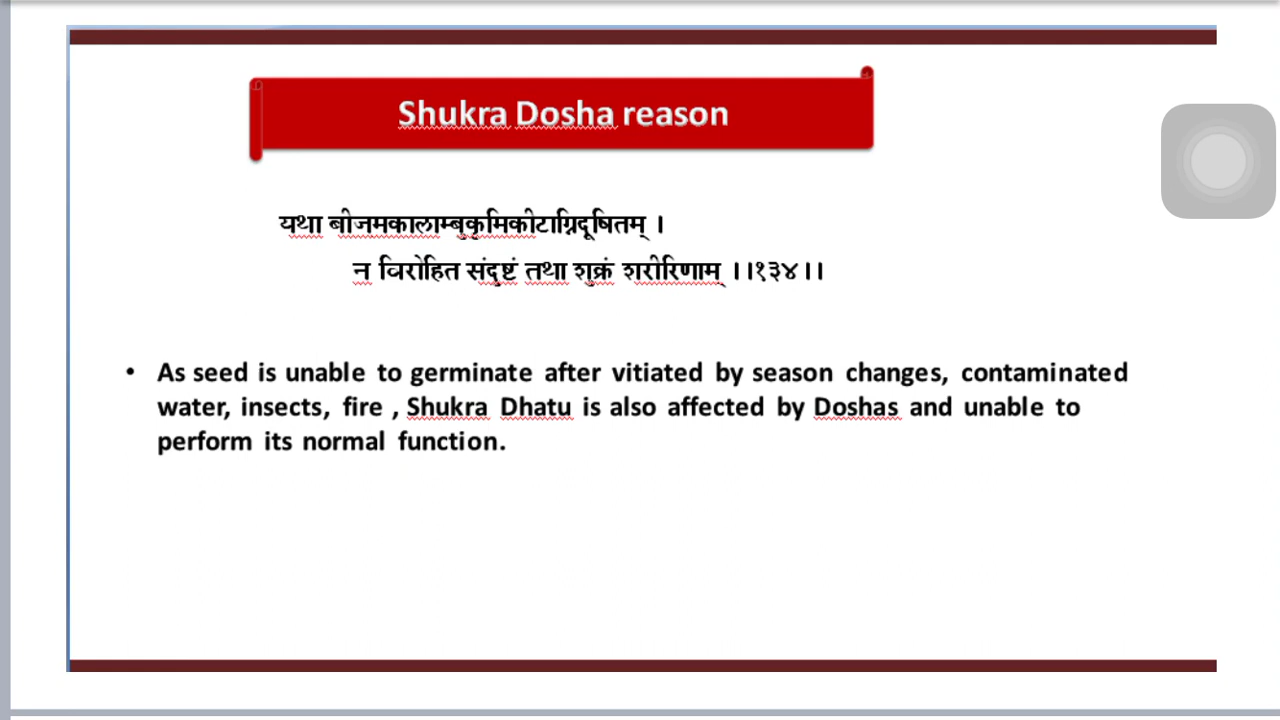 Shukra Dosha reason
यथा बीजमकालाम्बुकृमिकीटाग्निदूषितम् ।
न विरोहित संदुष्टं तथा शुक्रं शरीरिणाम् ।।१३४।।
• As seed is unable to germinate after vitiated by season changes, contaminated
water, insects, fire , Shukra Dhatu is also affected by Doshas and unable to
perform its normal function.